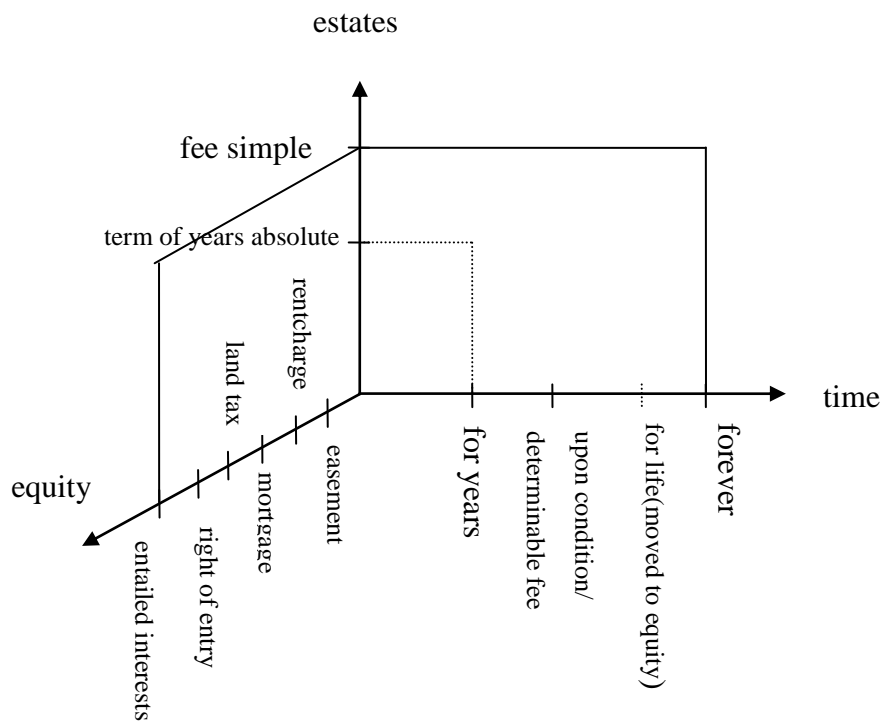 estates
fee simple
term of years absolute
rentcharge
land tax
time
equity
easement
mortgage
right of entry
entailed interests
for years
determinable fee
upon condition/
for life(moved to equity)
forever